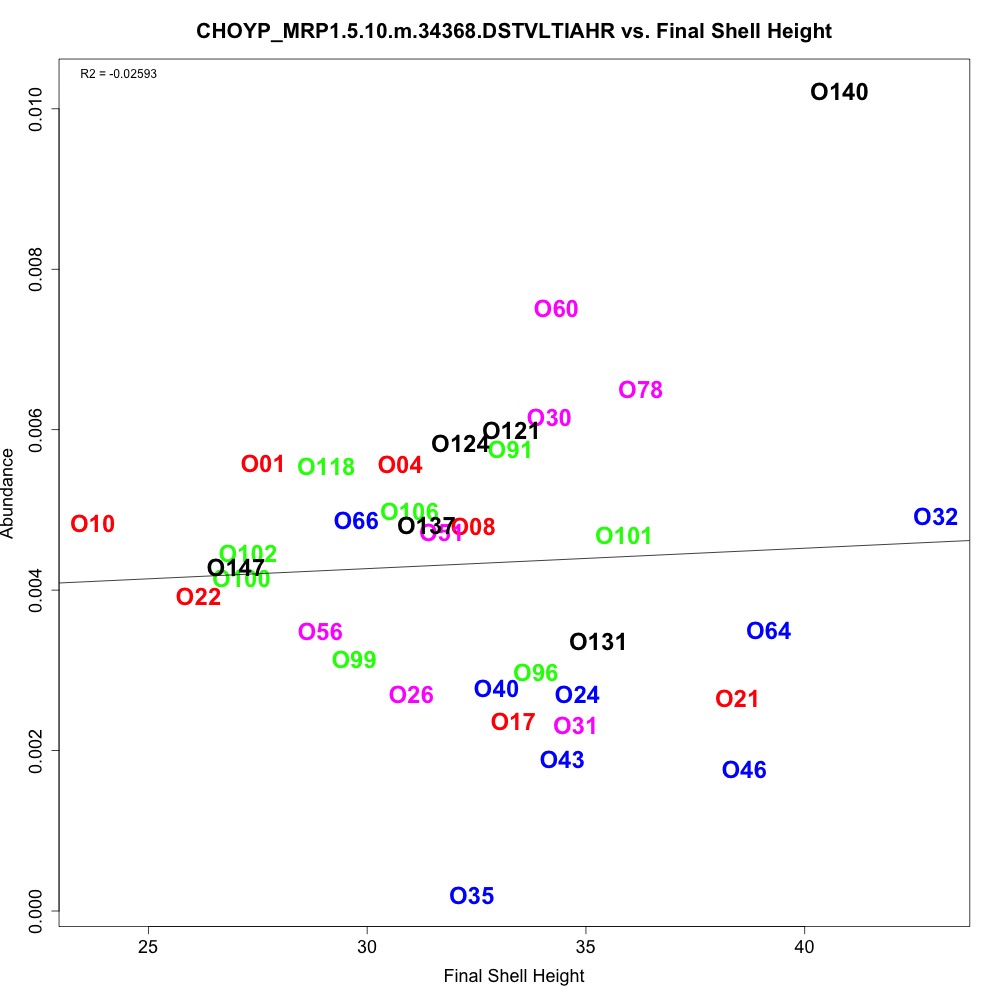 CHOYP_MRP1.5.10.m.34368.DSTVLTIAHR vs. Final Shell Height
R2 = -0.02593
O140
0.010
0.008
O60
O78
O30
0.006
O121
O124
O91
O01
O118
O04
O106
O66
O32
O10
O137
O08
O51
O101
Abundance
O102
O147
O100
0.004
O22
O56
O64
O131
O99
O96
O40
O26
O24
O21
O17
O31
0.002
O43
O46
O35
0.000
25
30
35
40
Final Shell Height